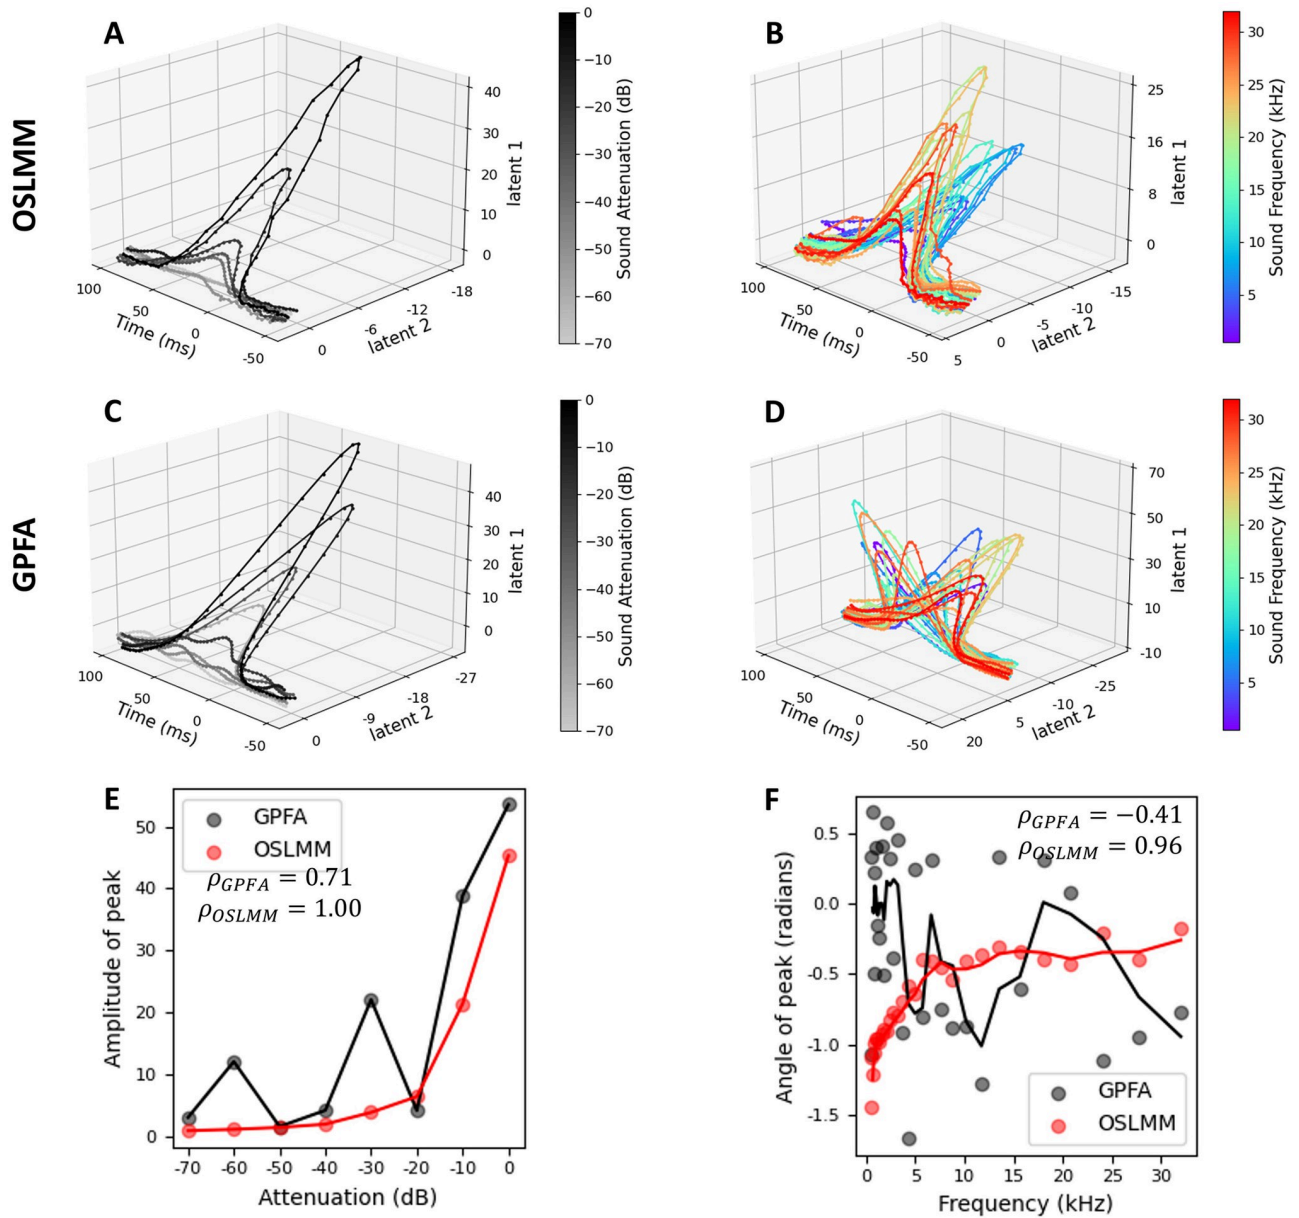 A
40
30
20
10
0
latent 1
100
50
0
-50
Time (ms)
0
-6
-12
-18
latent 2
0
−10
−20
−30
−40
−50
−60
−70
Sound Attenuation (dB)
OSLMM
B
25
16
8
0
latent 1
100
50
0
-50
Time (ms)
5
0
-5
-10
-15
latent 2
30
25
20
15
10
5
Sound Frequency (kHz)
C
40
30
20
10
0
latent 1
100
50
0
-50
Time (ms)
0
-9
-18
-27
latent 2
0
−10
−20
−30
−40
−50
−60
−70
Sound Attenuation (dB)
GPFA
D
70
50
30
10
-10
latent 1
100
50
0
-50
Time (ms)
20
5
-10
-25
latent 2
30
25
20
15
10
5
Sound Frequency (kHz)
E
GPFA
OSLMM
ρGPFA = 0.71
ρOSLMM = 1.00
50
40
30
20
10
0
Amplitude of peak
-70 -60 -50 -40 -30 -20 -10 0
Attenuation (dB)
F
ρGPFA = −0.41
ρOSLMM = 0.96
0.5
0.0
-0.5
-1.0
-1.5
Angle of peak (radians)
GPFA
OSLMM
0 5 10 15 20 25 30
Frequency (kHz)